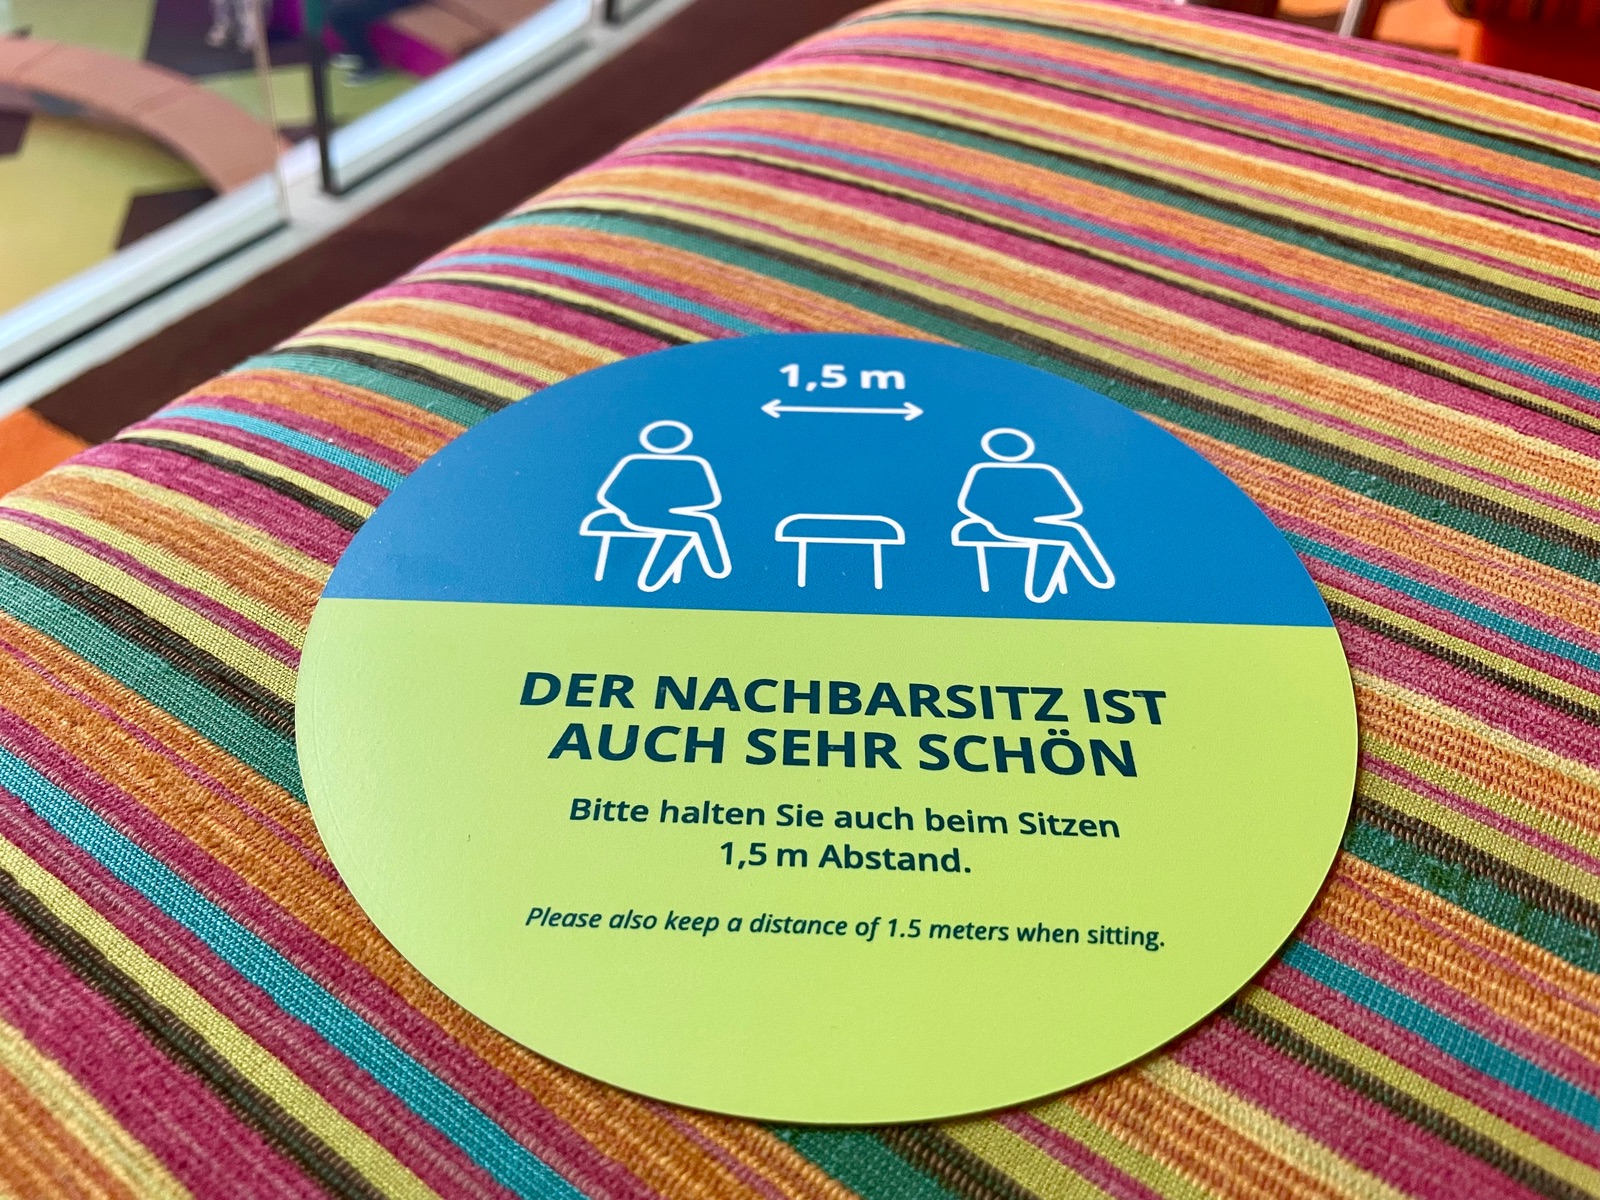 1,5 m
DER NACHBARSITZ IST
AUCH SEHR SCHÖN
Bitte halten Sie auch beim Sitzen
1,5 m Abstand.
Please also keep a distance of 1.5 meters when sitting.